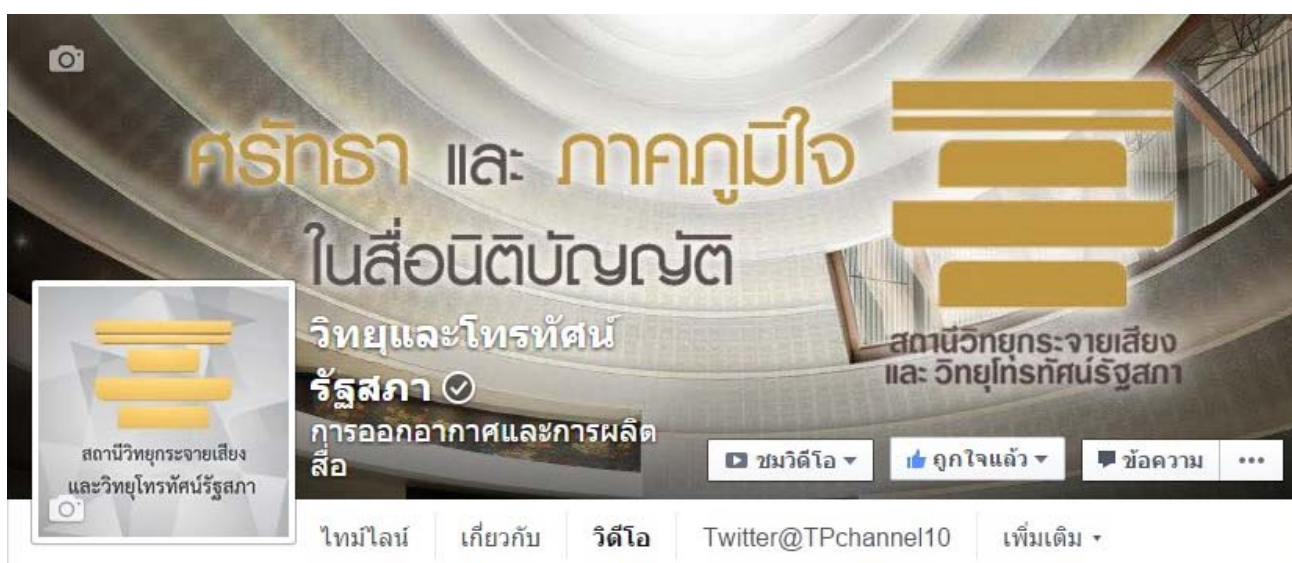 ศรัทธา และ ภาคภูมิใจ
ในสื่อนิติบัญญัติ
สถานีวิทยุกระจายเสียง
และ วิทยุโทรทัศน์รัฐสภา
วิทยุและโทรทัศน์
รัฐสภา
การออกอากาศและการผลิต
สื่อ
สถานีวิทยุกระจายเสียง
และวิทยุโทรทัศน์รัฐสภา
ชมวิดีโอ
ถูกใจแล้ว
ข้อความ
ไทม์ไลน์
เกี่ยวกับ
วิดีโอ
Twitter@TPchannel10
เพิ่มเติม